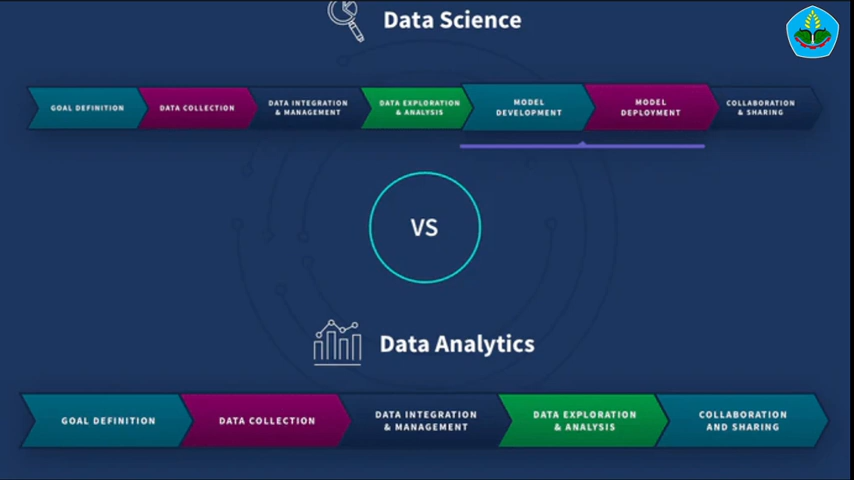 Data Science
GOAL DEFINITION
DATA COLLECTION
DATA INTEGRATION
& MANAGEMENT
DATA EXPLORATION
& ANALYSIS
MODEL
DEVELOPMENT
MODEL
DEPLOYMENT
COLLABORATION
& SHARING
VS
Data Analytics
GOAL DEFINITION
DATA COLLECTION
DATA INTEGRATION
& MANAGEMENT
DATA EXPLORATION
& ANALYSIS
COLLABORATION
AND SHARING